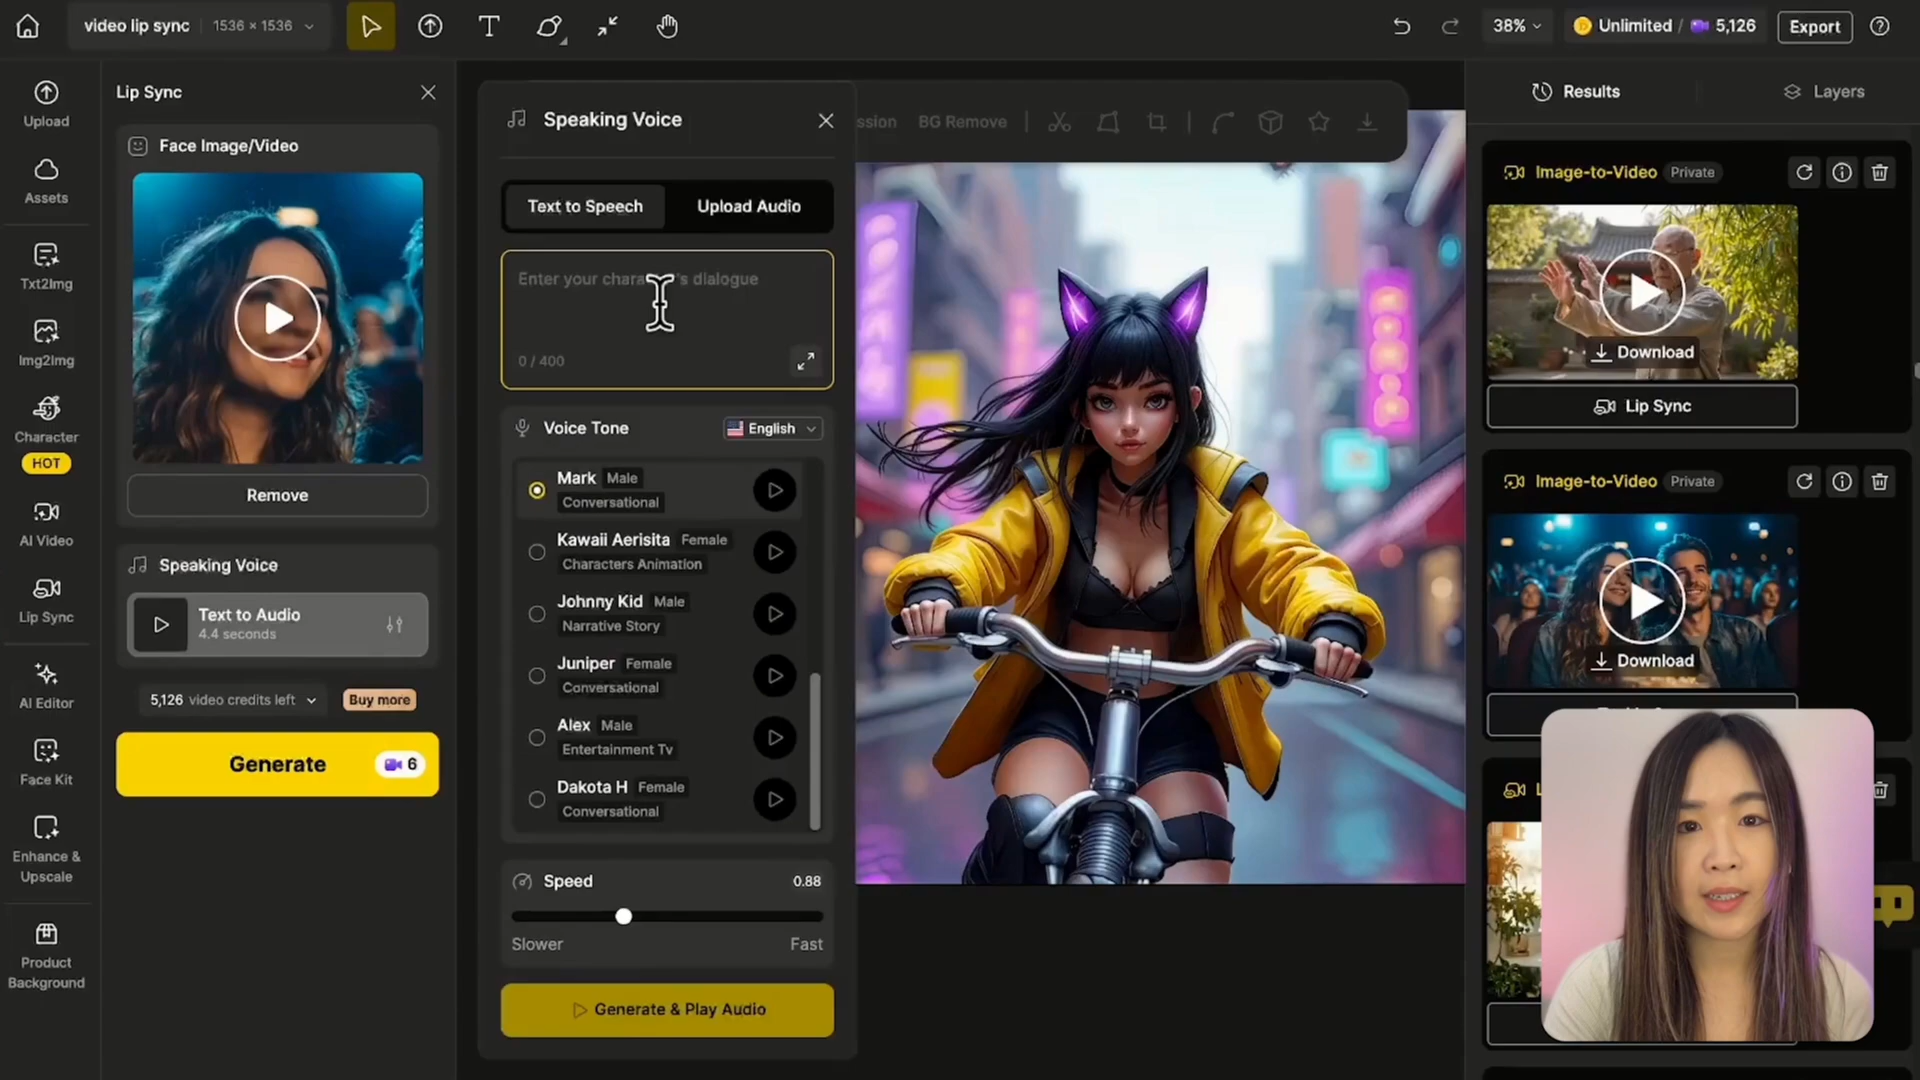 video lip sync
1536 × 1536
38%
Unlimited / 5,126
Export
Upload
Assets
Txt2Img
Img2Img
Character
HOT
AI Video
Lip Sync
AI Editor
Face Kit
Enhance &
Upscale
Product
Background
Lip Sync
Face Image/Video
Remove
Speaking Voice
Text to Audio
4.4 seconds
5,126 video credits left
Buy more
Generate
6
Speaking Voice
Text to Speech
Upload Audio
Enter your chara 's dialogue
0 / 400
Voice Tone
English
Mark Male
Conversational
Kawaii Aerisita Female
Characters Animation
Johnny Kid Male
Narrative Story
Juniper Female
Conversational
Alex Male
Entertainment Tv
Dakota H Female
Conversational
Speed
0.88
Slower
Fast
Generate & Play Audio
ssion
BG Remove
Results
Layers
Image-to-Video Private
Download
Lip Sync
Image-to-Video Private
Download